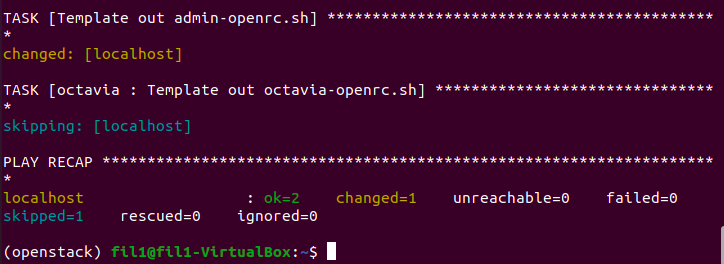 TASK [Template out admin-openrc.sh] *******************************************
*
changed: [localhost]
TASK [octavia : Template out octavia-openrc.sh] *******************************
*
skipping: [localhost]
PLAY RECAP ********************************************************************
*
localhost                  : ok=2    changed=1    unreachable=0    failed=0
skipped=1    rescued=0    ignored=0
(openstack) fil1@fil1-VirtualBox:~$